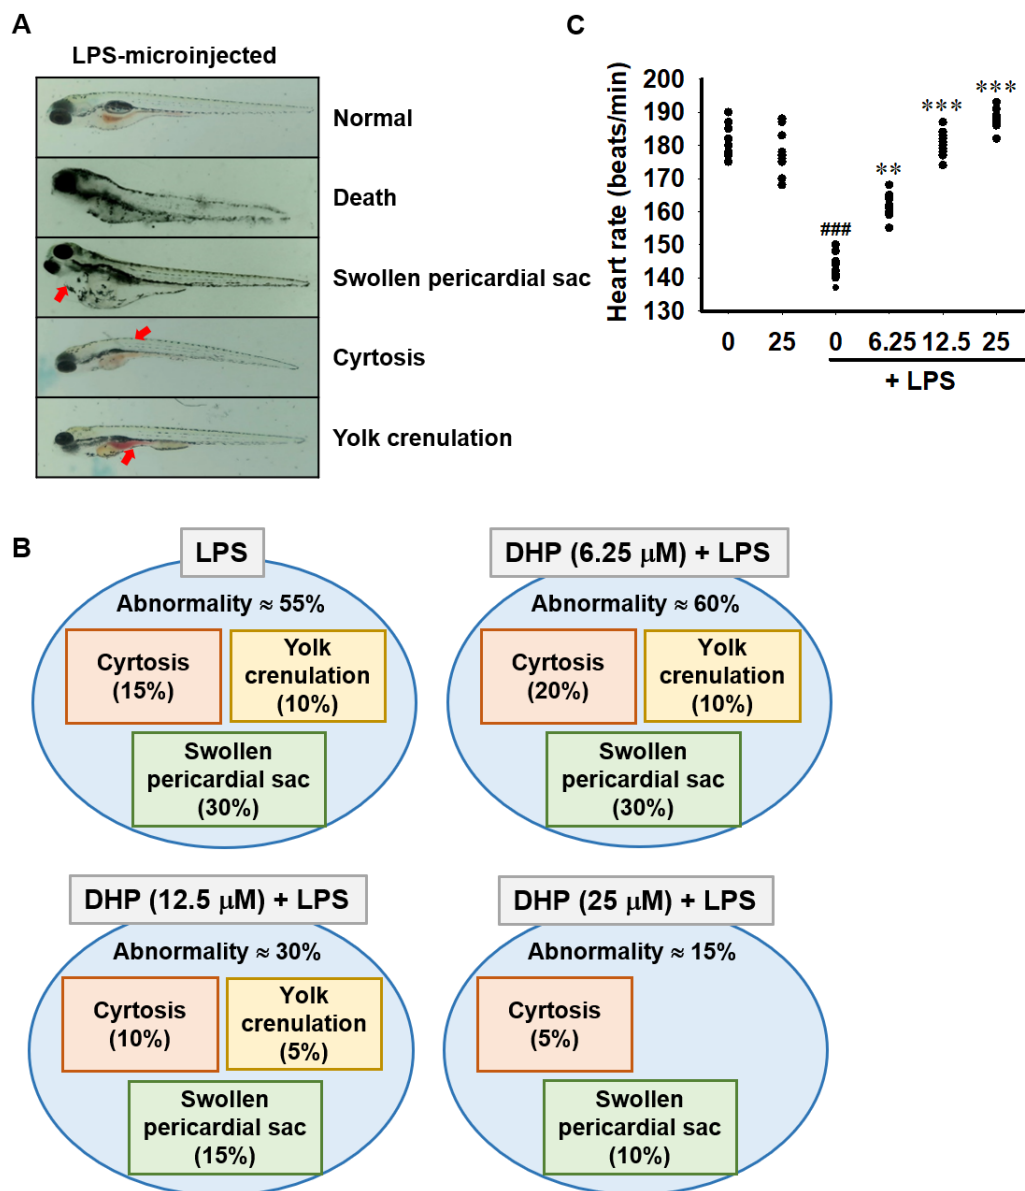 A
LPS-microinjected
Normal
Death
Swollen pericardial sac
Cyrtosis
Yolk crenulation
C
Heart rate (beats/min)
200
190
180
170
160
150
140
130
###
**
***
***
0 25 0 6.25 12.5 25
+ LPS
B
LPS
Abnormality ≈ 55%
Cyrtosis
(15%)
Yolk
crenulation
(10%)
Swollen
pericardial sac
(30%)
DHP (6.25 μM) + LPS
Abnormality ≈ 60%
Cyrtosis
(20%)
Yolk
crenulation
(10%)
Swollen
pericardial sac
(30%)
DHP (12.5 μM) + LPS
Abnormality ≈ 30%
Cyrtosis
(10%)
Yolk
crenulation
(5%)
Swollen
pericardial sac
(15%)
DHP (25 μM) + LPS
Abnormality ≈ 15%
Cyrtosis
(5%)
Swollen
pericardial sac
(10%)